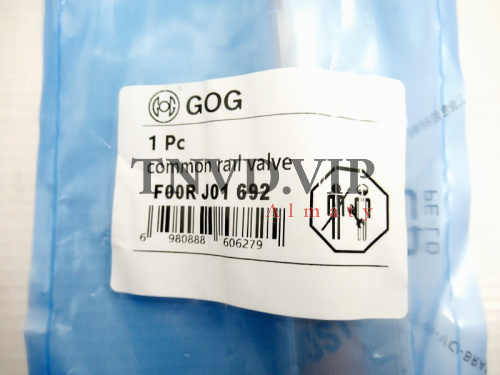 GOG
1 Pc
common rail valve
TNVD.VIP
F00R J01 692
Almaty
6 980888 606279